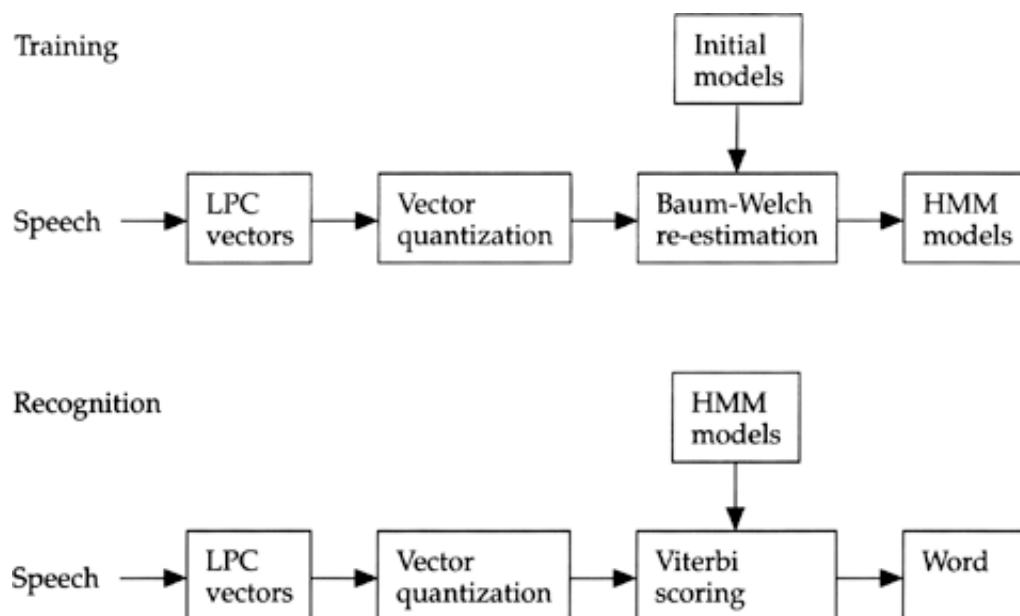 Training
Initial
models
Speech
LPC
vectors
Vector
quantization
Baum-Welch
re-estimation
HMM
models
Recognition
HMM
models
Speech
LPC
vectors
Vector
quantization
Viterbi
scoring
Word